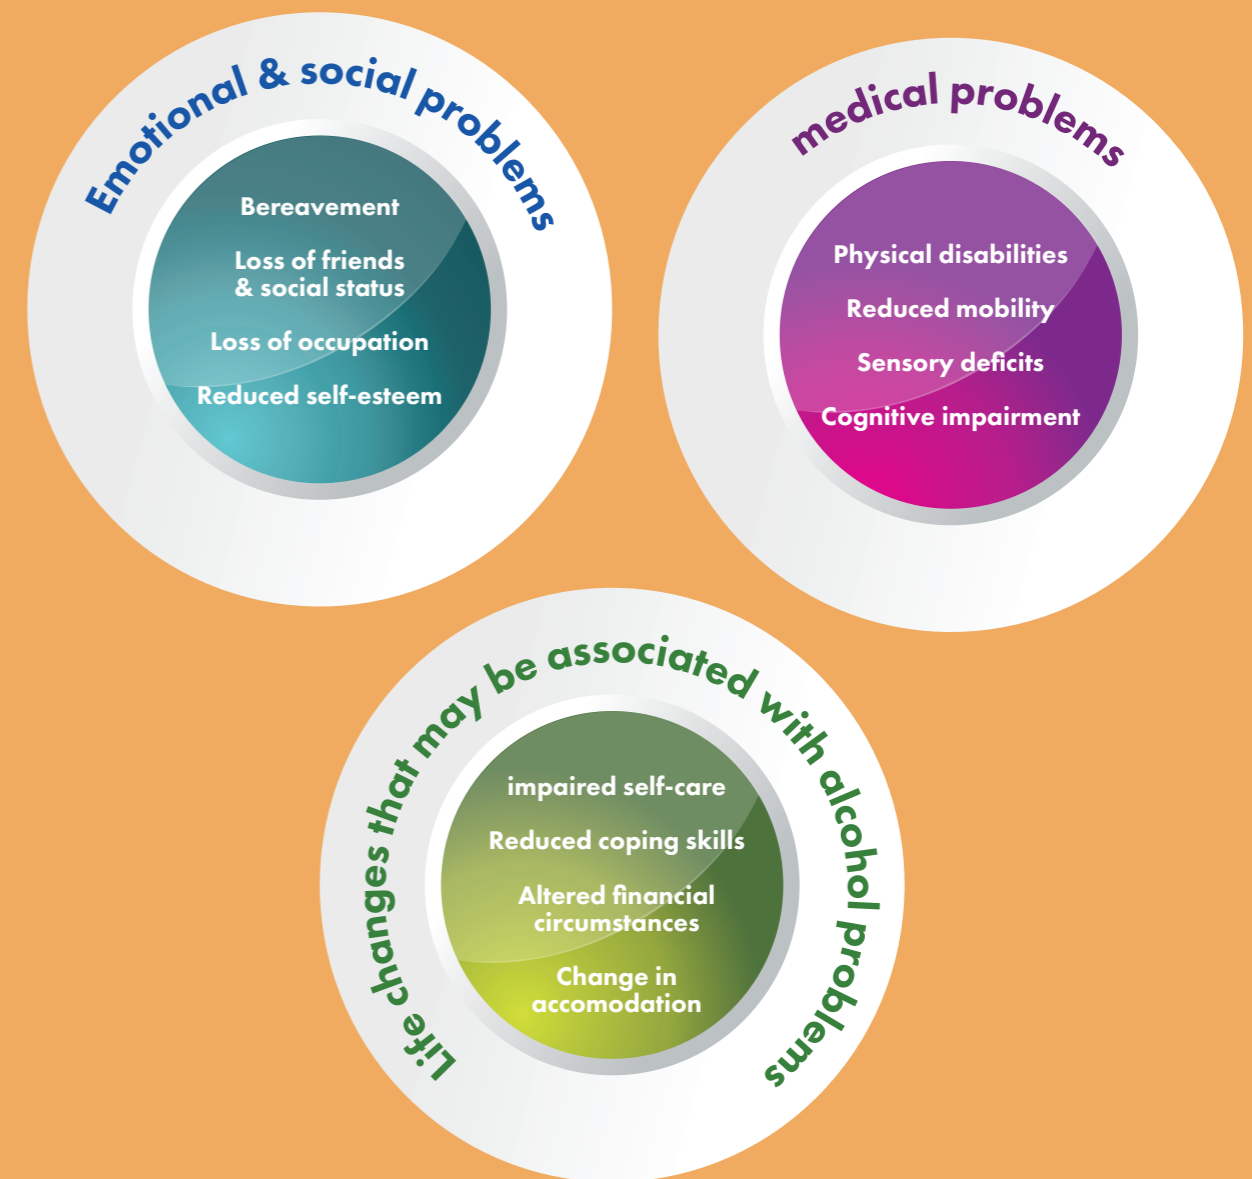 Emotional & social problems
Bereavement
Loss of friends
& social status
Loss of occupation
Reduced self-esteem
medical problems
Physical disabilities
Reduced mobility
Sensory deficits
Cognitive impairment
Life changes that may be associated with alcohol problems
impaired self-care
Reduced coping skills
Altered financial
circumstances
Change in
accomodation